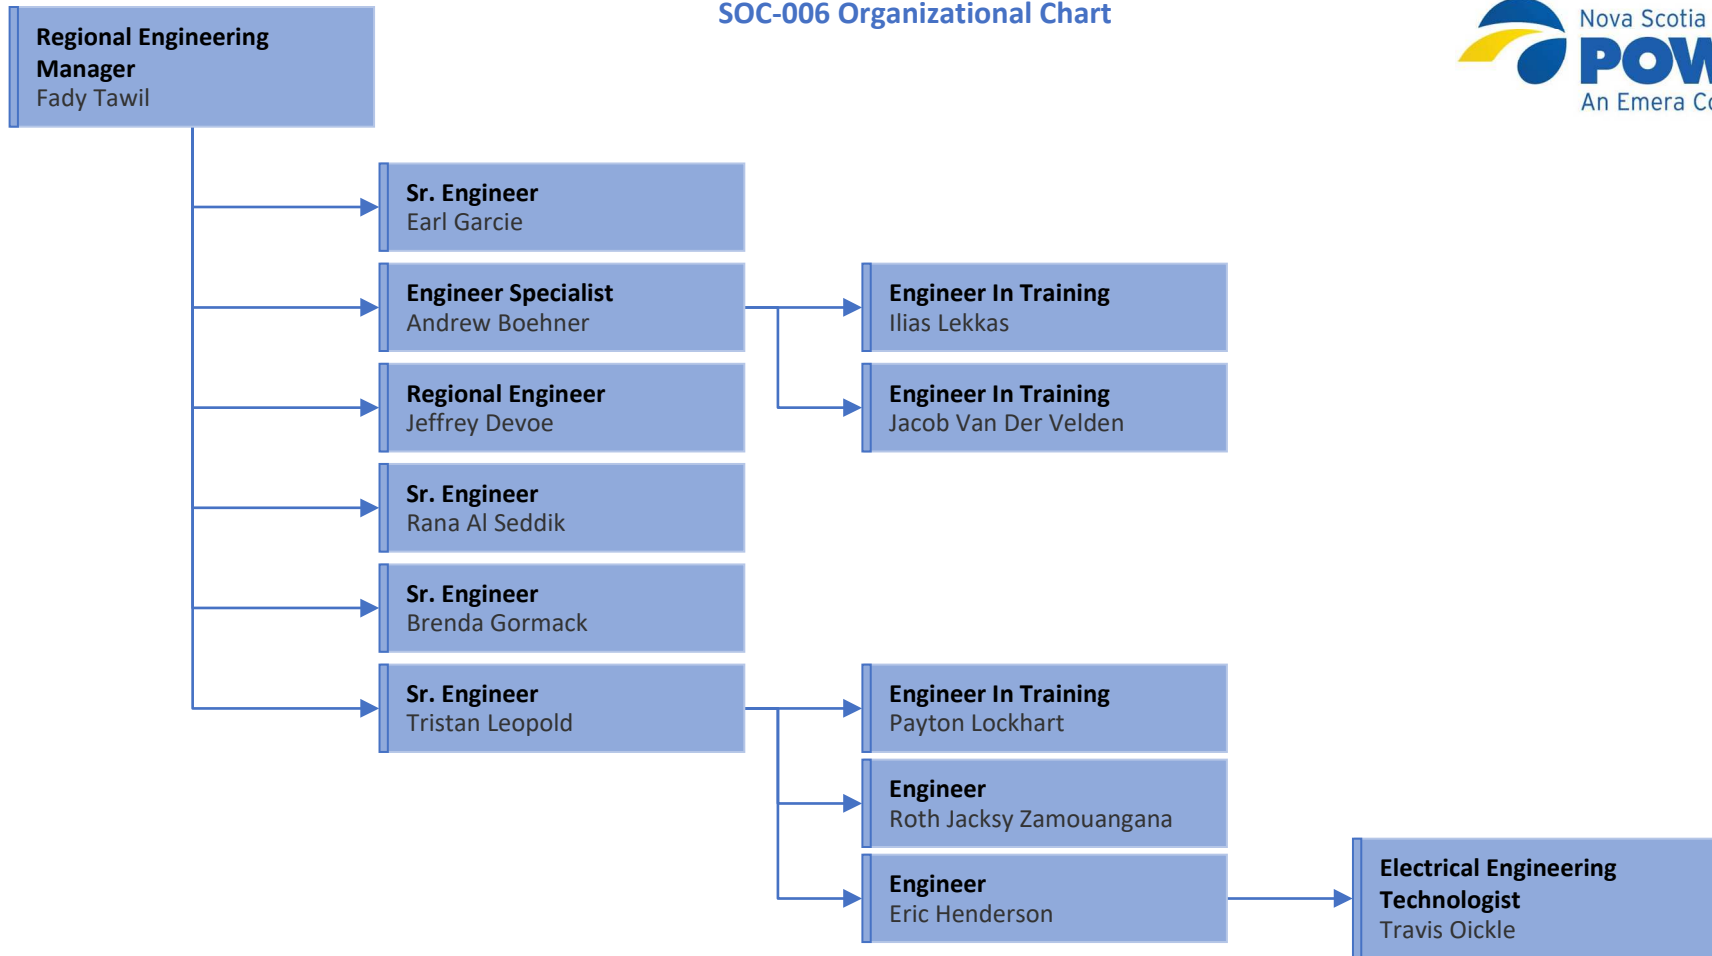 SOC-006 Organizational Chart
Nova Scotia
POW
An Emera Co
Regional Engineering
Manager
Fady Tawil
Sr. Engineer
Earl Garcie
Engineer Specialist
Andrew Boehner
Engineer In Training
Ilias Lekkas
Regional Engineer
Jeffrey Devoe
Engineer In Training
Jacob Van Der Velden
Sr. Engineer
Rana Al Seddik
Sr. Engineer
Brenda Gormack
Sr. Engineer
Tristan Leopold
Engineer In Training
Payton Lockhart
Engineer
Roth Jacksy Zamouangana
Engineer
Eric Henderson
Electrical Engineering
Technologist
Travis Oickle